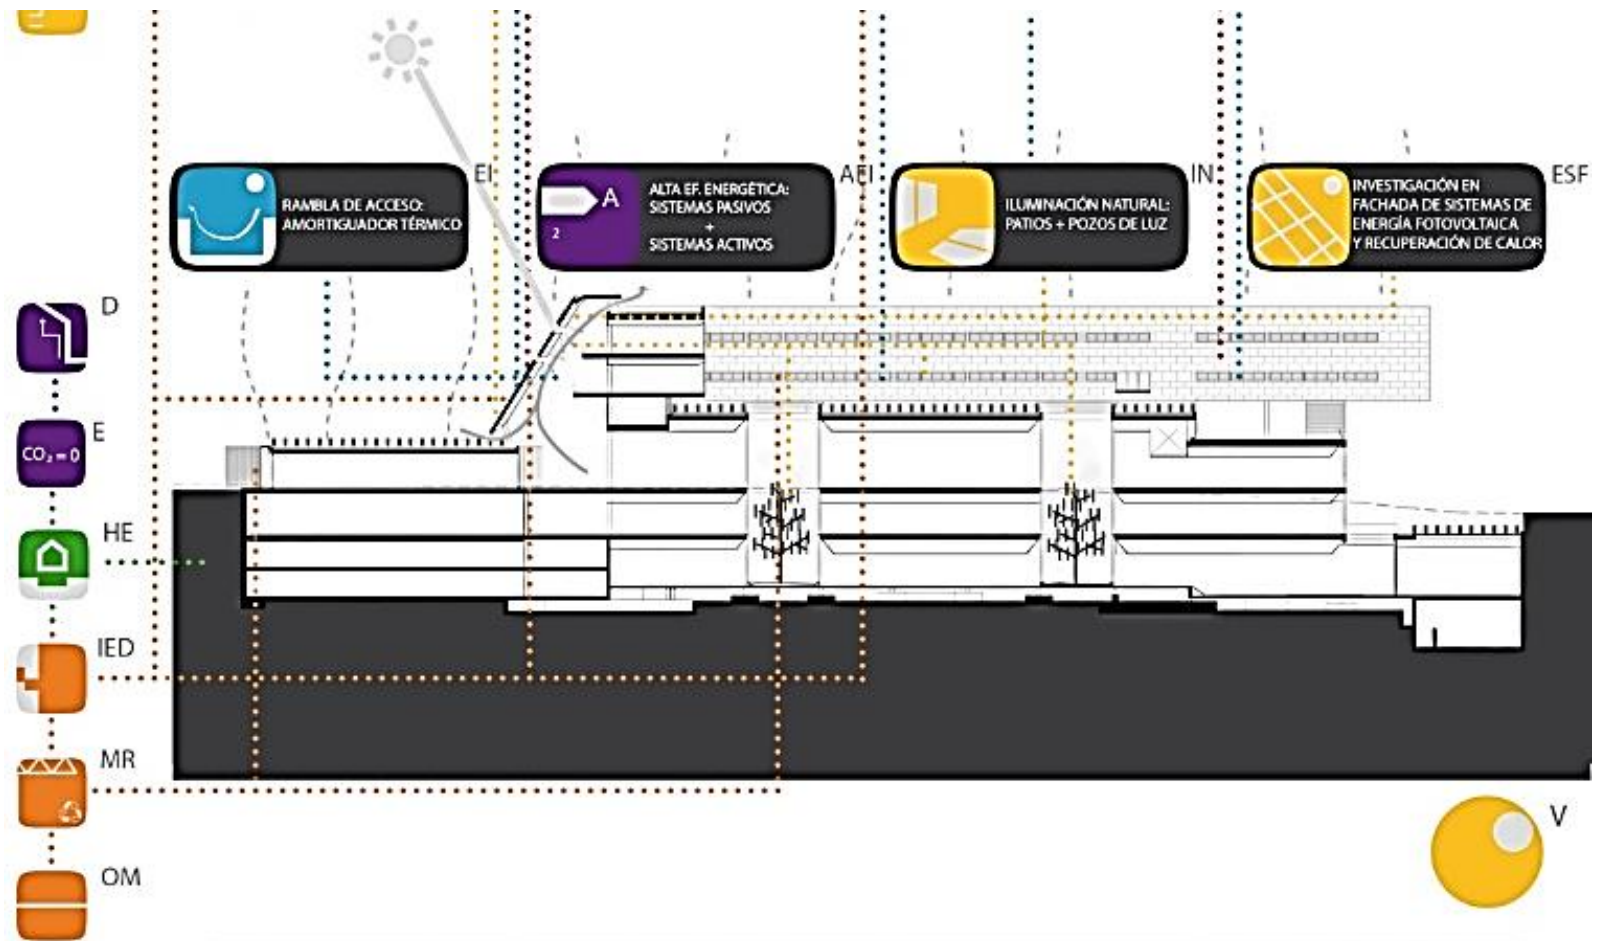 EI
RAMBLA DE ACCESO:
AMORTIGUADOR TÉRMICO
AEI
A
2
ALTA EF. ENERGÉTICA:
SISTEMAS PASIVOS
+
SISTEMAS ACTIVOS
IN
ILUMINACIÓN NATURAL:
PATIOS + POZOS DE LUZ
ESF
INVESTIGACIÓN EN
FACHADA DE SISTEMAS DE
ENERGÍA FOTOVOLTAICA
Y RECUPERACIÓN DE CALOR
D
E
CO₂=0
HE
IED
MR
OM
V